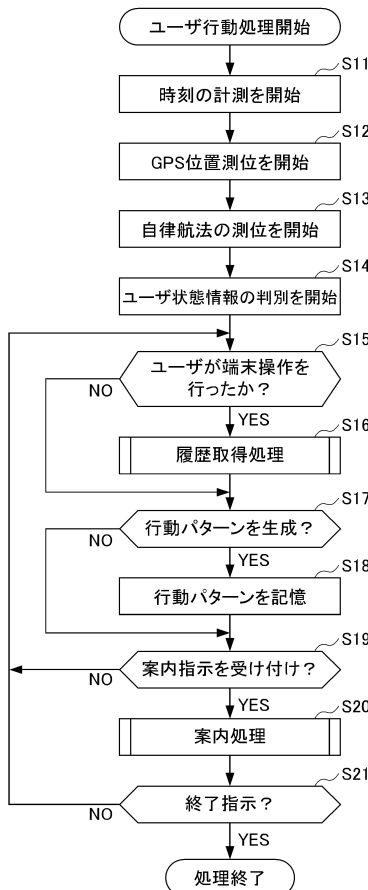 ユーザ行動処理開始
S11
時刻の計測を開始
S12
GPS位置測位を開始
S13
自律航法の測位を開始
S14
ユーザ状態情報の判別を開始
S15
ユーザが端末操作を
行ったか？
NO
YES
S16
履歴取得処理
S17
行動パターンを生成？
NO
YES
S18
行動パターンを記憶
S19
案内指示を受け付け？
NO
YES
S20
案内処理
S21
終了指示？
NO
YES
処理終了